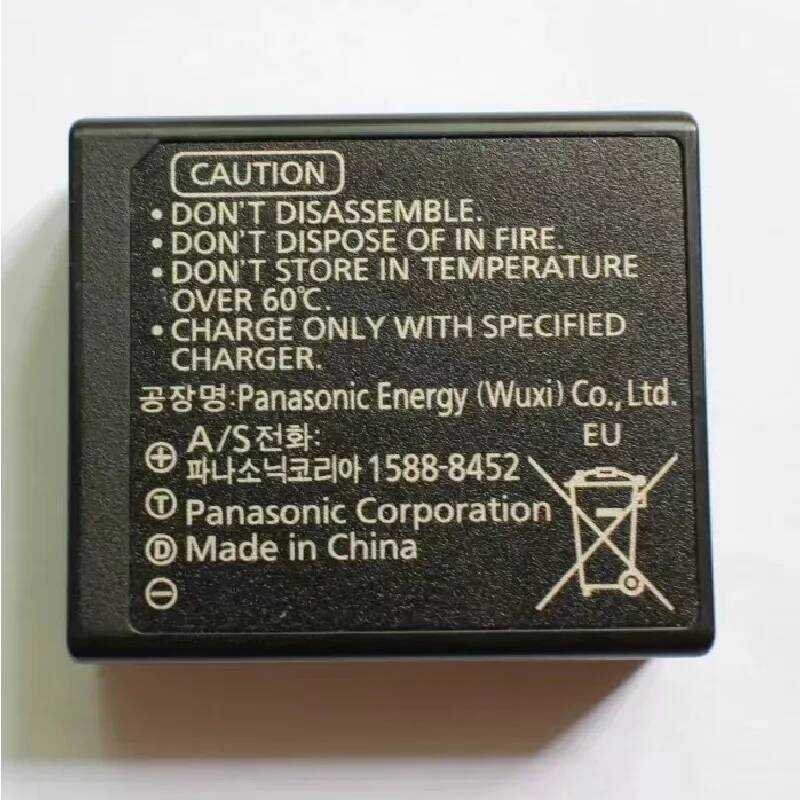 CAUTION
• DON'T DISASSEMBLE.
• DON'T DISPOSE OF IN FIRE.
• DON'T STORE IN TEMPERATURE
OVER 60℃.
• CHARGE ONLY WITH SPECIFIED
CHARGER.
공장명:Panasonic Energy (Wuxi) Co., Ltd.
A/S전화:
EU
⊕ 파나소닉코리아 1588-8452
Ⓣ Panasonic Corporation
Ⓓ Made in China
⊖